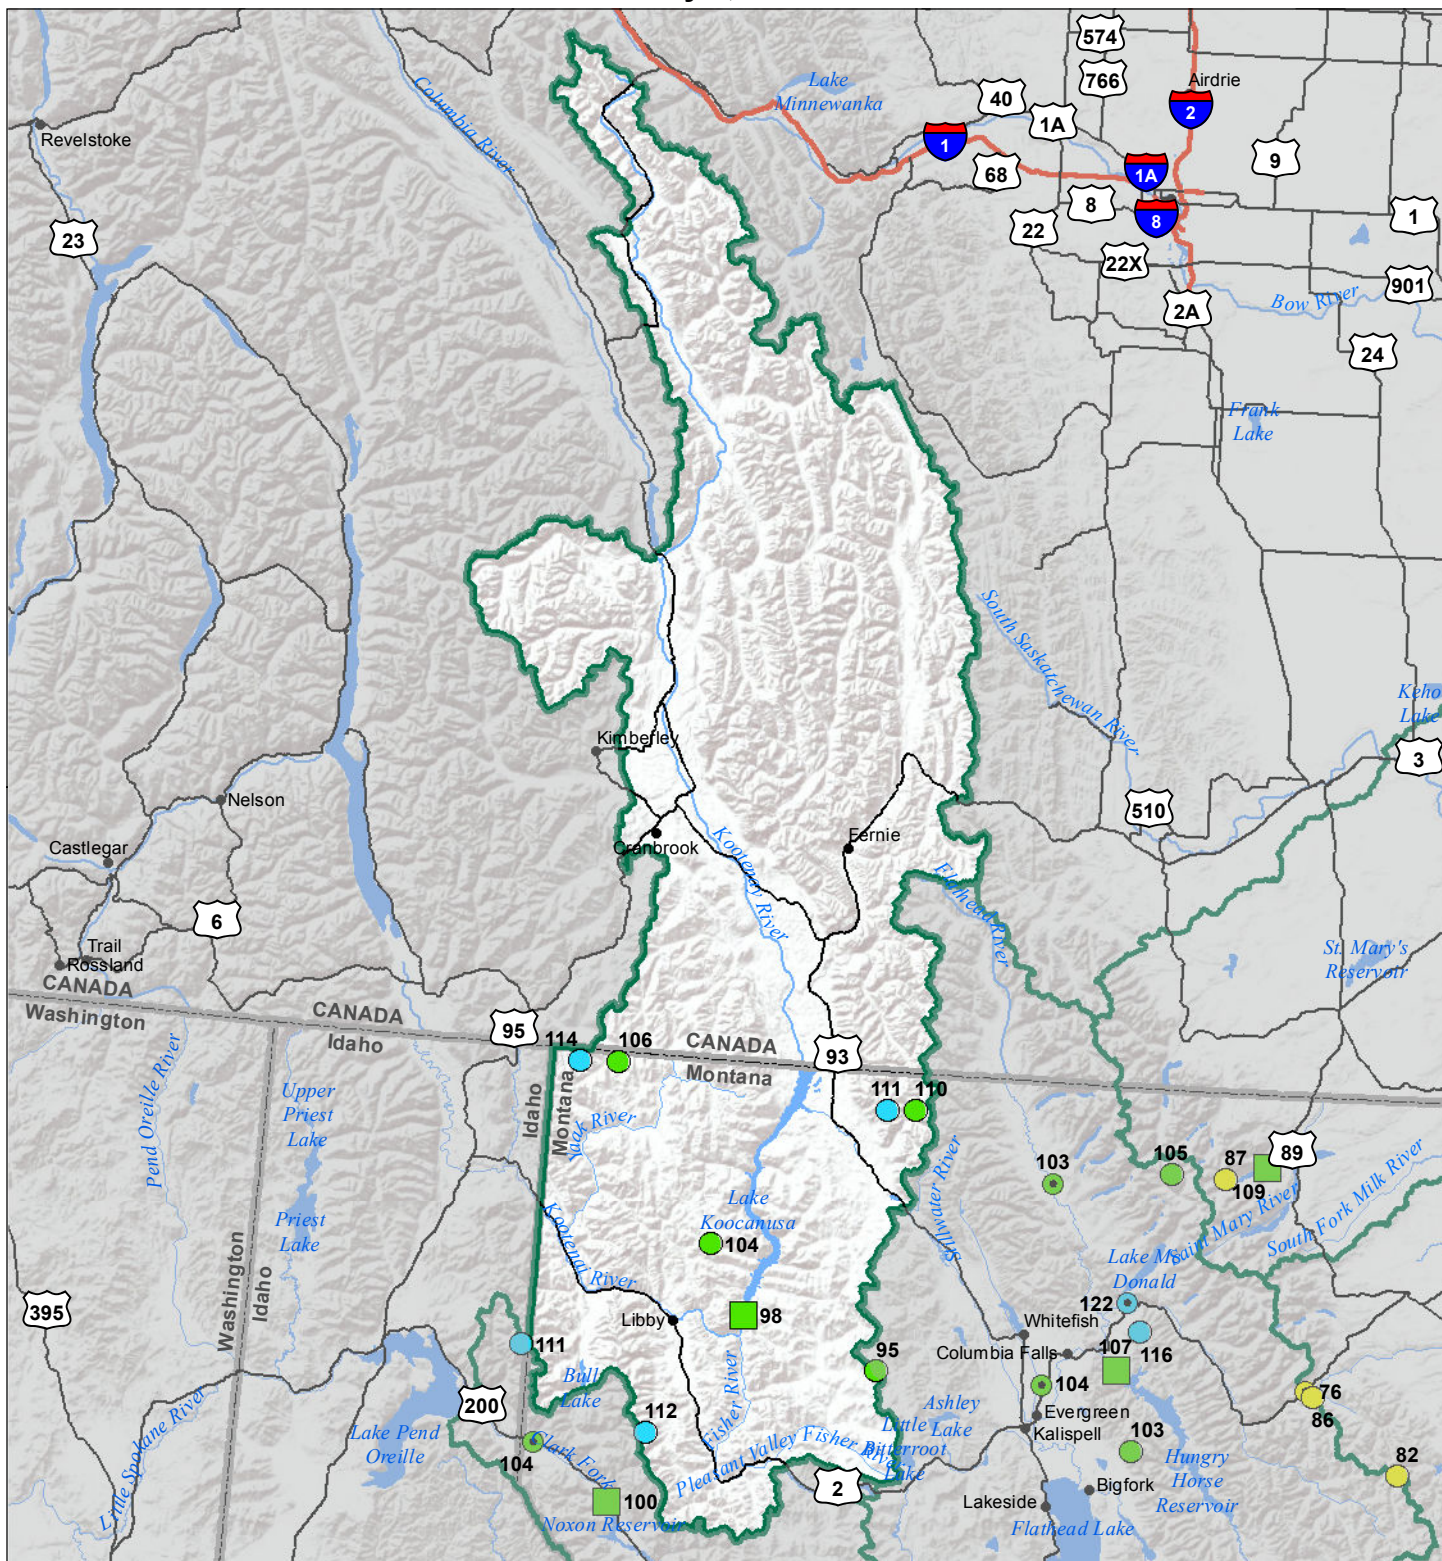 574
766
Airdrie
Lake
Minnewanka
40
1A
2
Columbia River
Revelstoke
1
68
1A
9
8
8
1
22
23
22X
901
Bow River
2A
24
Frank
Lake
South Saskatchewan River
Keho
Lake
Kimberley
3
Nelson
510
Castlegar
Cranbrook
Kootenay River
Fernie
Flathead River
6
Trail
Rossland
St. Mary's
Reservoir
CANADA
Washington
CANADA
Idaho
95
114
106
CANADA
Montana
93
Pend Oreille River
Upper
Priest
Lake
Idaho
Montana
Yaak River
111
110
Stillwater River
103
105
87
109
89
Saint Mary River
South Fork Milk River
Priest
Lake
Washington
Idaho
Kootenai River
Lake
Koocanusa
104
Lake Mc
Donald
122
395
Libby
98
Whitefish
Columbia Falls
107
116
111
Bull
Lake
95
104
76
86
200
112
Fisher River
Ashley
Lake
Evergreen
Kalispell
Little
Bitterroot
Lake
Lake Pend
Oreille
Little Spokane River
104
Clark Fork
Pleasant Valley Fisher River
103
Hungry
Horse
Reservoir
82
100
Noxon Reservoir
2
Bigfork
Lakeside
Flathead Lake